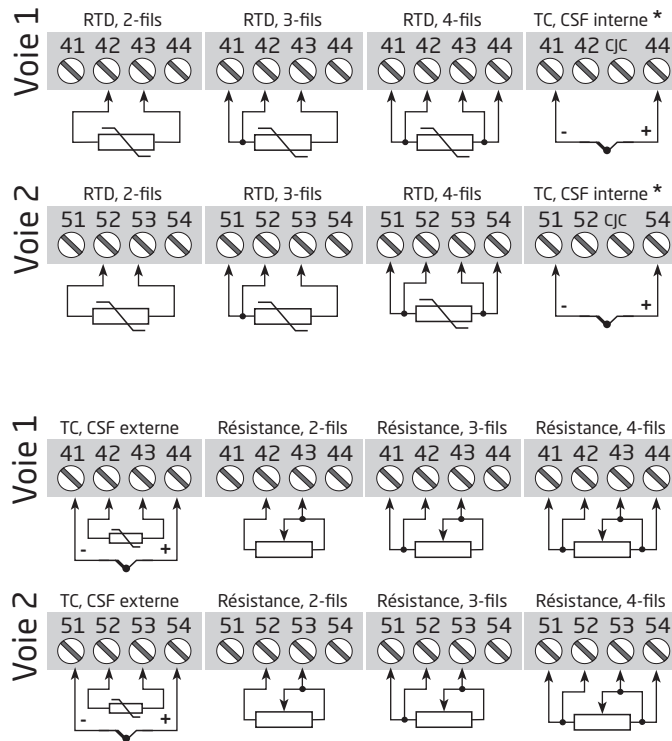 Voie 1
RTD, 2-fils RTD, 3-fils RTD, 4-fils TC, CSF interne *
41 42 43 44 41 42 43 44 41 42 43 44 41 42 CJC 44
- +
Voie 2
RTD, 2-fils RTD, 3-fils RTD, 4-fils TC, CSF interne *
51 52 53 54 51 52 53 54 51 52 53 54 51 52 CJC 54
- +
Voie 1
TC, CSF externe Résistance, 2-fils Résistance, 3-fils Résistance, 4-fils
41 42 43 44 41 42 43 44 41 42 43 44 41 42 43 44
- +
Voie 2
TC, CSF externe Résistance, 2-fils Résistance, 3-fils Résistance, 4-fils
51 52 53 54 51 52 53 54 51 52 53 54 51 52 53 54
- +